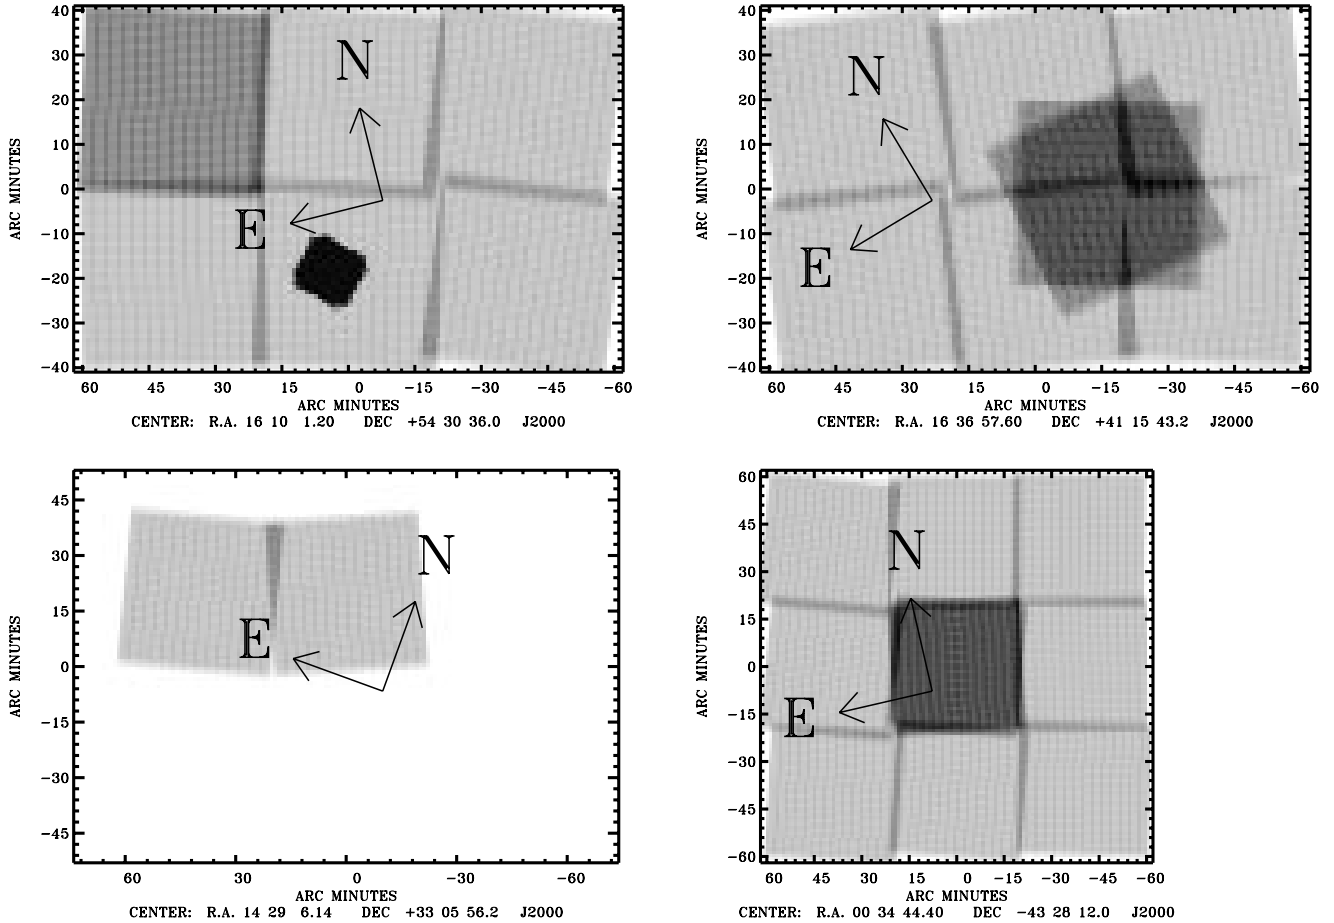 40
30
20
10
0
−10
−20
−30
−40
ARC MINUTES
N
E
60 45 30 15 0 −15 −30 −45 −60
ARC MINUTES
CENTER: R.A. 16 10 1.20 DEC +54 30 36.0 J2000
40
30
20
10
0
−10
−20
−30
−40
ARC MINUTES
N
E
60 45 30 15 0 −15 −30 −45 −60
ARC MINUTES
CENTER: R.A. 16 36 57.60 DEC +41 15 43.2 J2000
45
30
15
0
−15
−30
−45
ARC MINUTES
N
E
60 30 0 −30 −60
ARC MINUTES
CENTER: R.A. 14 29 6.14 DEC +33 05 56.2 J2000
60
45
30
15
0
−15
−30
−45
−60
ARC MINUTES
N
E
60 45 30 15 0 −15 −30 −45 −60
ARC MINUTES
CENTER: R.A. 00 34 44.40 DEC −43 28 12.0 J2000